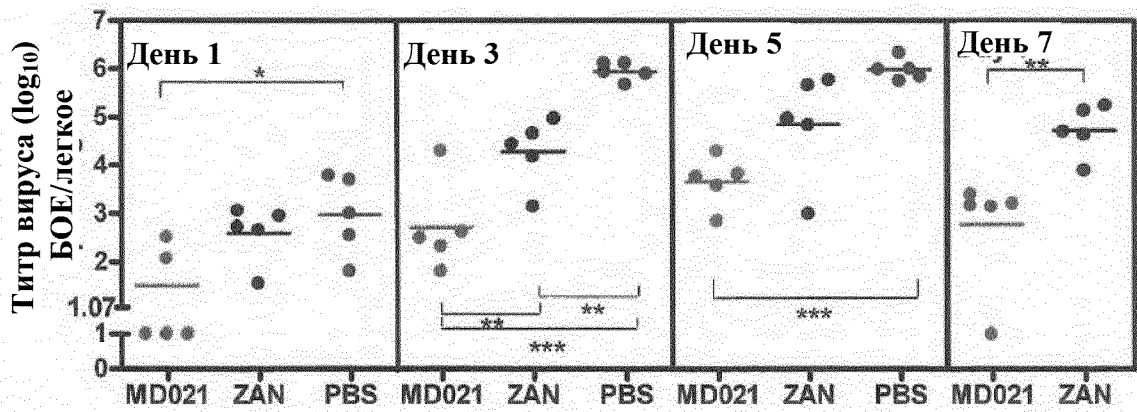 Титр вируса (log10)
БОЕ/легкое
7
6
5
4
3
2
1.07
1
0
День 1
*
MD021 ZAN PBS
День 3
**
**
***
MD021 ZAN PBS
День 5
***
MD021 ZAN PBS
День 7
**
MD021 ZAN